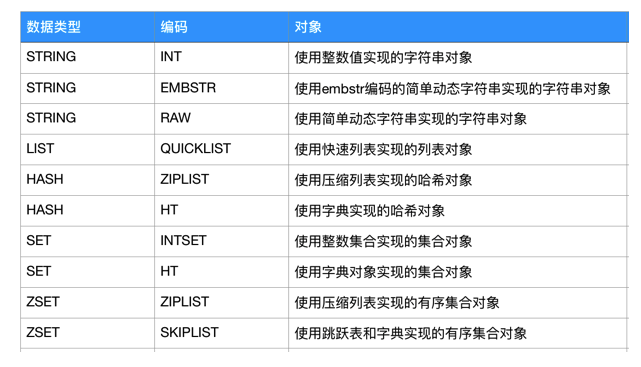 数据类型 编码 对象
STRING INT 使用整数值实现的字符串对象
STRING EMBSTR 使用embstr编码的简单动态字符串实现的字符串对象
STRING RAW 使用简单动态字符串实现的字符串对象
LIST QUICKLIST 使用快速列表实现的列表对象
HASH ZIPLIST 使用压缩列表实现的哈希对象
HASH HT 使用字典实现的哈希对象
SET INTSET 使用整数集合实现的集合对象
SET HT 使用字典对象实现的集合对象
ZSET ZIPLIST 使用压缩列表实现的有序集合对象
ZSET SKIPLIST 使用跳跃表和字典实现的有序集合对象